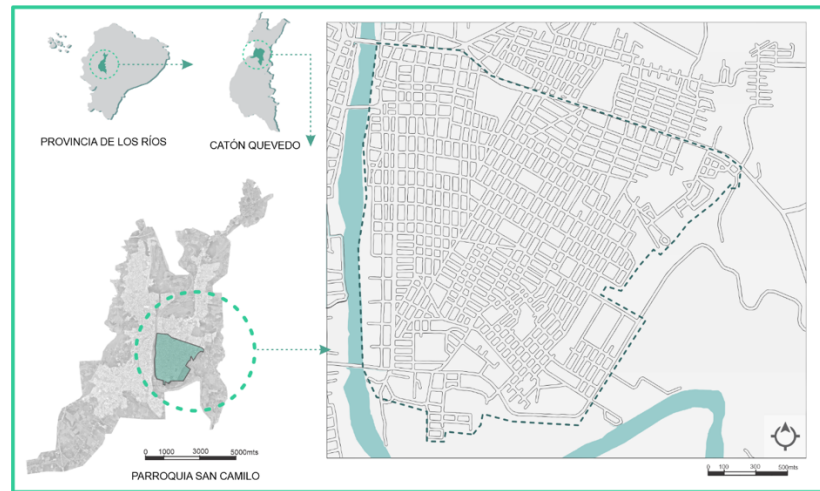 PROVINCIA DE LOS RÍOS
CATÓN QUEVEDO
0 1000 3000 5000mts
PARROQUIA SAN CAMILO
0 100 300 500mts